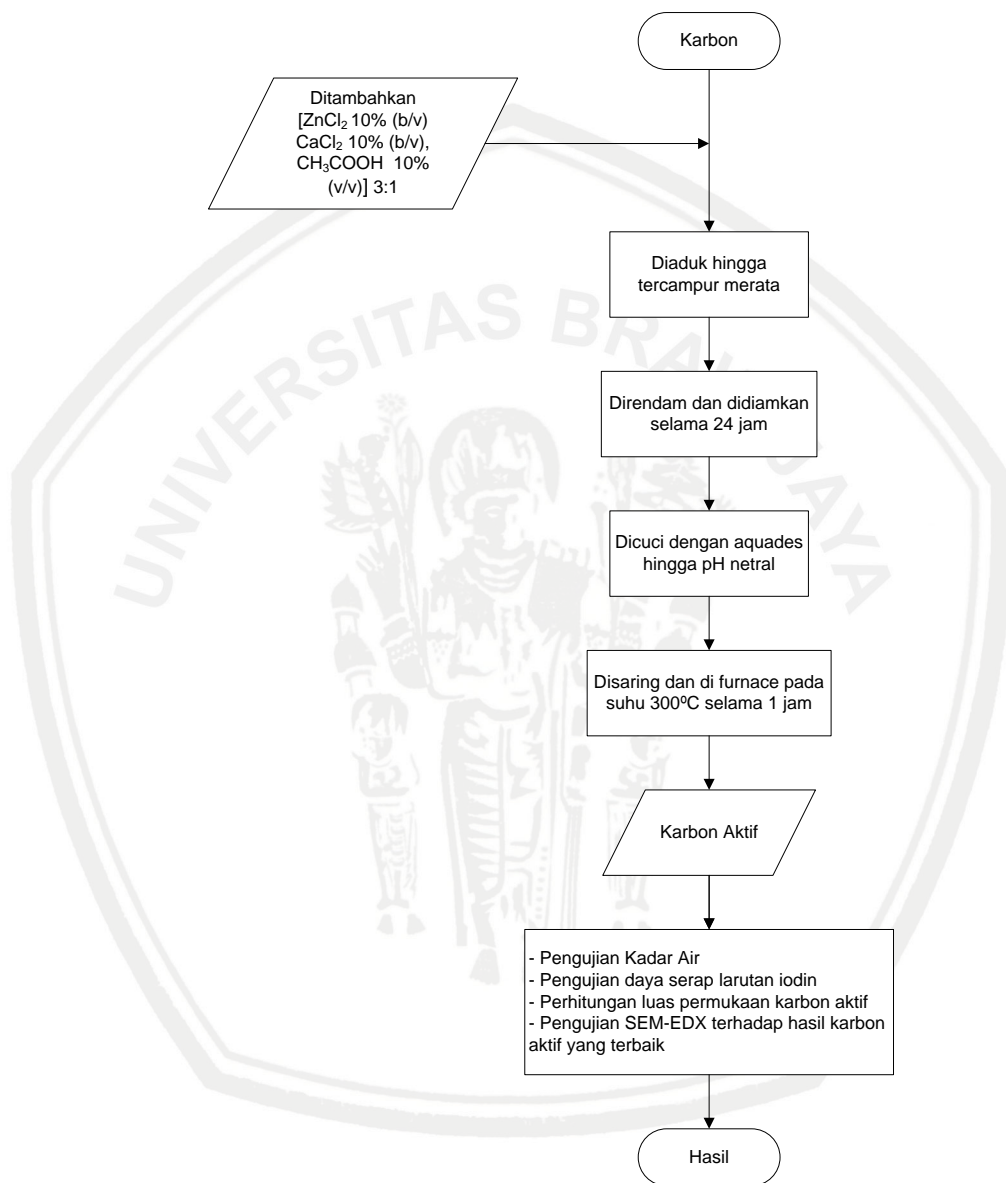 Karbon
Ditambahkan
[ZnCl₂ 10% (b/v)
CaCl₂ 10% (b/v),
CH₃COOH 10%
(v/v)] 3:1
Diaduk hingga
tercampur merata
Direndam dan didiamkan
selama 24 jam
Dicuci dengan aquades
hingga pH netral
Disaring dan di furnace pada
suhu 300ºC selama 1 jam
Karbon Aktif
- Pengujian Kadar Air
- Pengujian daya serap larutan iodin
- Perhitungan luas permukaan karbon aktif
- Pengujian SEM-EDX terhadap hasil karbon
aktif yang terbaik
Hasil
UNIVERSITAS BRAWIJAYA